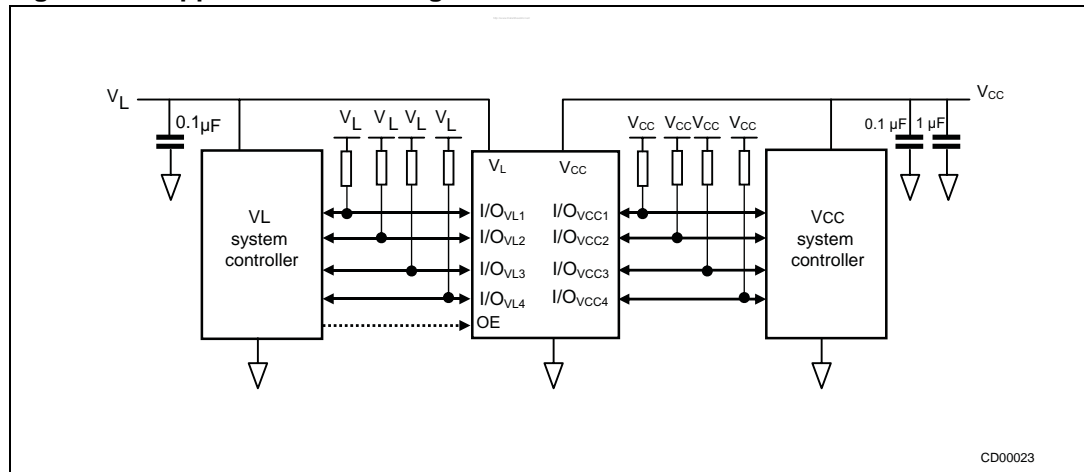 V_L
V_CC
0.1µF
V_L V_L V_L V_L
V_CC V_CC V_CC V_CC
0.1 µF 1 µF
V_L V_CC
VL
system
controller
I/O_VL1 I/O_VCC1
I/O_VL2 I/O_VCC2
I/O_VL3 I/O_VCC3
I/O_VL4 I/O_VCC4
OE
VCC
system
controller
CD00023